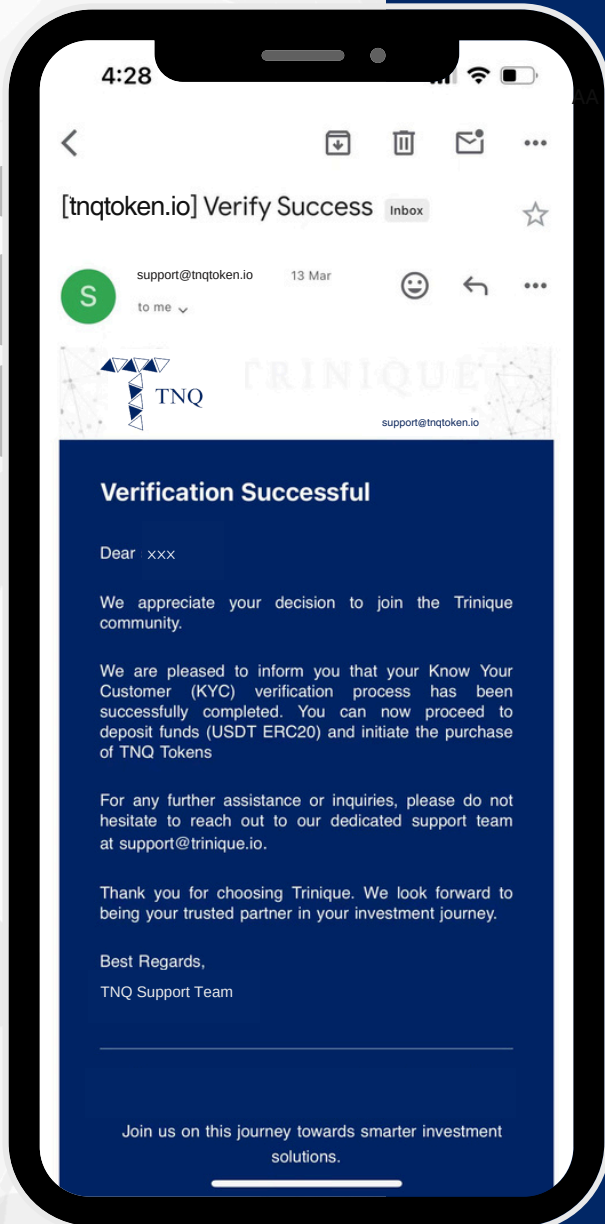 4:28
AA
[tnqtoken.io] Verify Success Inbox
S
support@tnqtoken.io 13 Mar
to me
TNQ
TRINIQUE
support@tnqtoken.io
Verification Successful
Dear xxx
We appreciate your decision to join the Trinique
community.
We are pleased to inform you that your Know Your
Customer (KYC) verification process has been
successfully completed. You can now proceed to
deposit funds (USDT ERC20) and initiate the purchase
of TNQ Tokens
For any further assistance or inquiries, please do not
hesitate to reach out to our dedicated support team
at support@trinique.io.
Thank you for choosing Trinique. We look forward to
being your trusted partner in your investment journey.
Best Regards,
TNQ Support Team
Join us on this journey towards smarter investment
solutions.